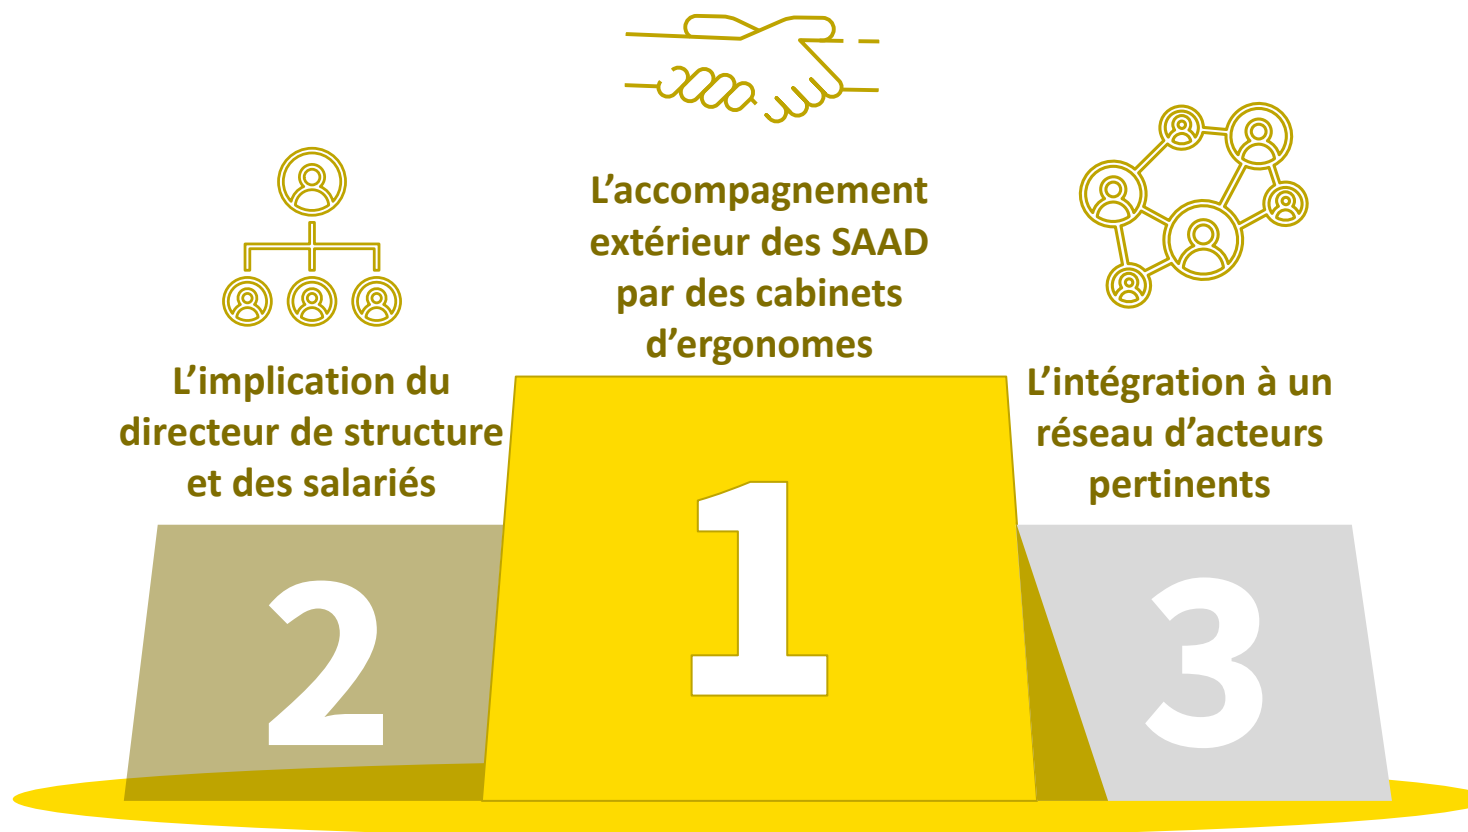 L’accompagnement
extérieur des SAAD
par des cabinets
d’ergonomes
L’implication du
directeur de structure
et des salariés
L’intégration à un
réseau d’acteurs
pertinents
2
1
3